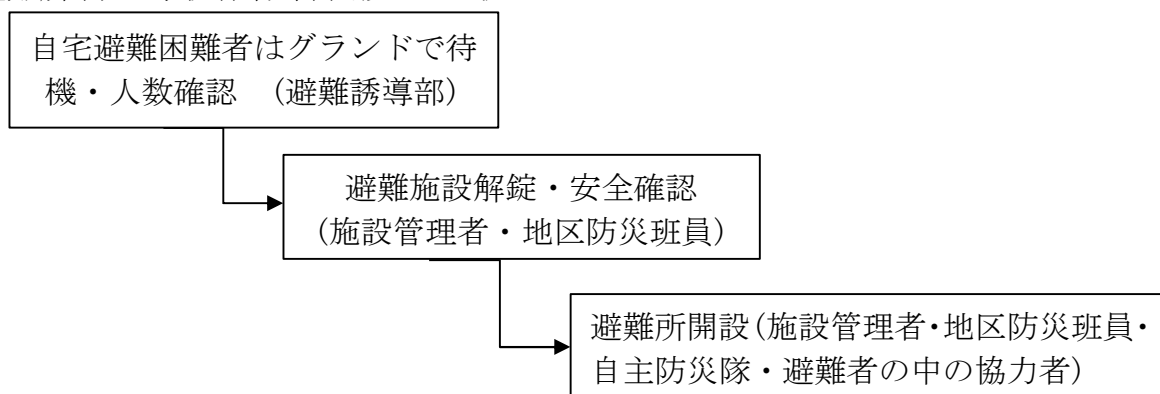 自宅避難困難者はグランドで待
機・人数確認　(避難誘導部)
避難施設解錠・安全確認
(施設管理者・地区防災班員)
避難所開設(施設管理者・地区防災班員・
自主防災隊・避難者の中の協力者)